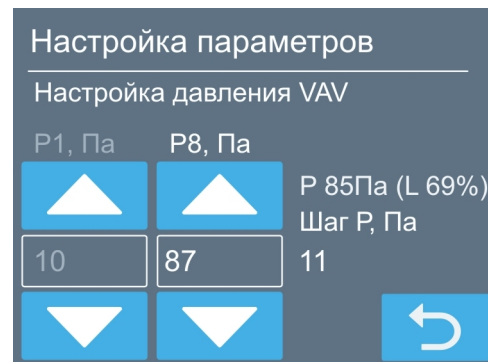 Настройка параметров
Настройка давления VAV
P1, Па P8, Па
P 85Па (L 69%)
Шаг P, Па
10 87 11